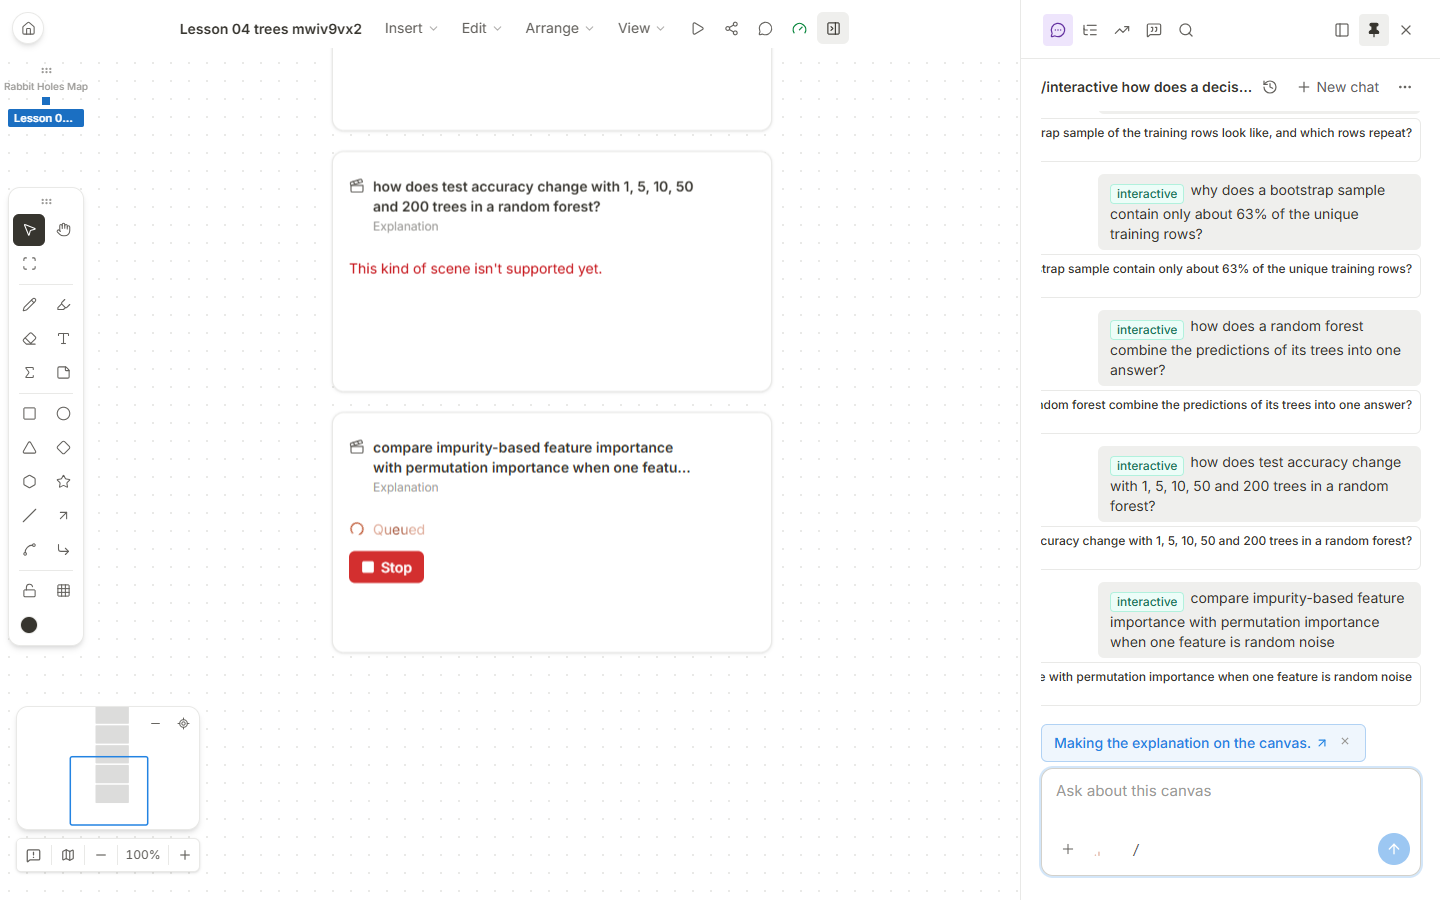 Lesson 04 trees mwiv9vx2
Insert
Edit
Arrange
View
Rabbit Holes Map
Lesson 0...
how does test accuracy change with 1, 5, 10, 50
and 200 trees in a random forest?
Explanation
This kind of scene isn't supported yet.
compare impurity-based feature importance
with permutation importance when one featu...
Explanation
Queued
Stop
100%
/interactive how does a decis...
New chat
rap sample of the training rows look like, and which rows repeat?
interactive why does a bootstrap sample
contain only about 63% of the unique
training rows?
trap sample contain only about 63% of the unique training rows?
interactive how does a random forest
combine the predictions of its trees into one
answer?
ndom forest combine the predictions of its trees into one answer?
interactive how does test accuracy change
with 1, 5, 10, 50 and 200 trees in a random
forest?
curacy change with 1, 5, 10, 50 and 200 trees in a random forest?
interactive compare impurity-based feature
importance with permutation importance
when one feature is random noise
e with permutation importance when one feature is random noise
Making the explanation on the canvas.
Ask about this canvas
/